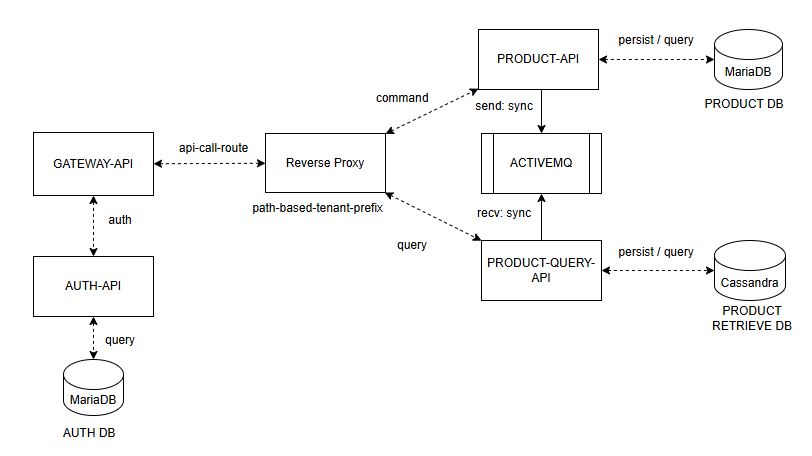 PRODUCT-API
persist / query
MariaDB
PRODUCT DB
command
send: sync
GATEWAY-API
api-call-route
Reverse Proxy
ACTIVEMQ
path-based-tenant-prefix
recv: sync
auth
query
AUTH-API
PRODUCT-QUERY-
API
persist / query
Cassandra
PRODUCT
RETRIEVE DB
query
MariaDB
AUTH DB